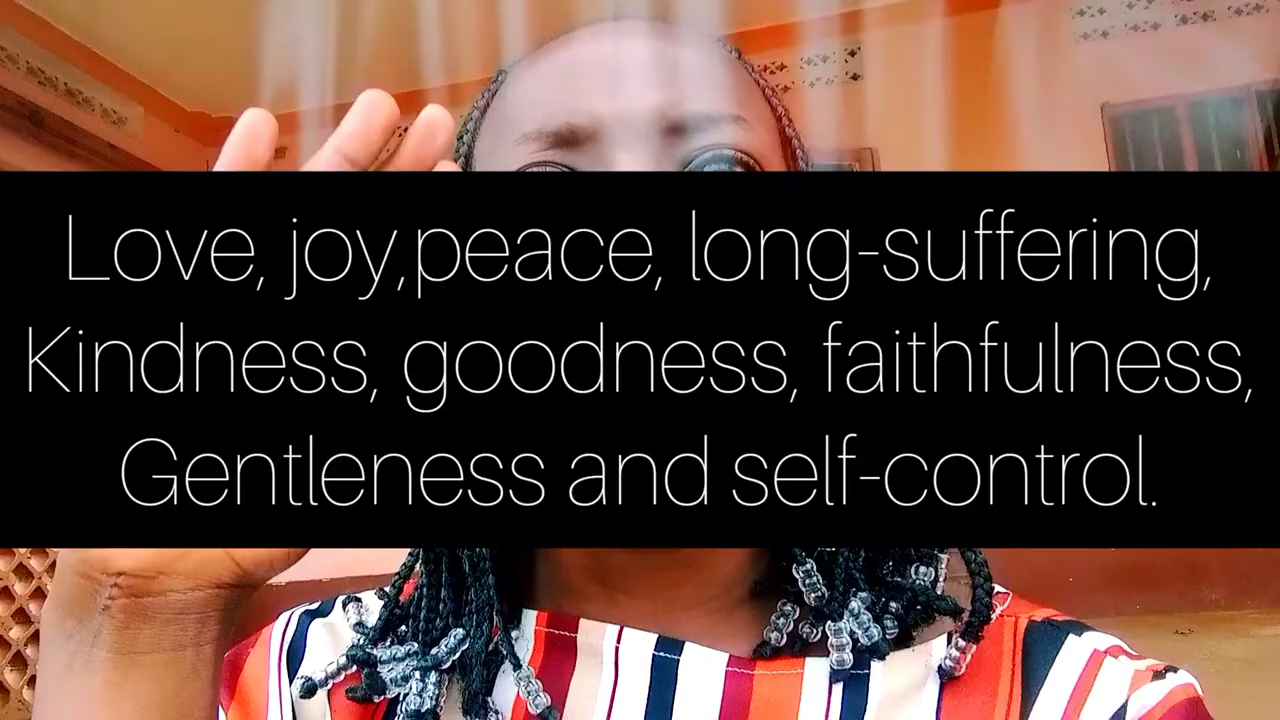 Love, joy,peace, long-suffering,
Kindness, goodness, faithfulness,
Gentleness and self-control.